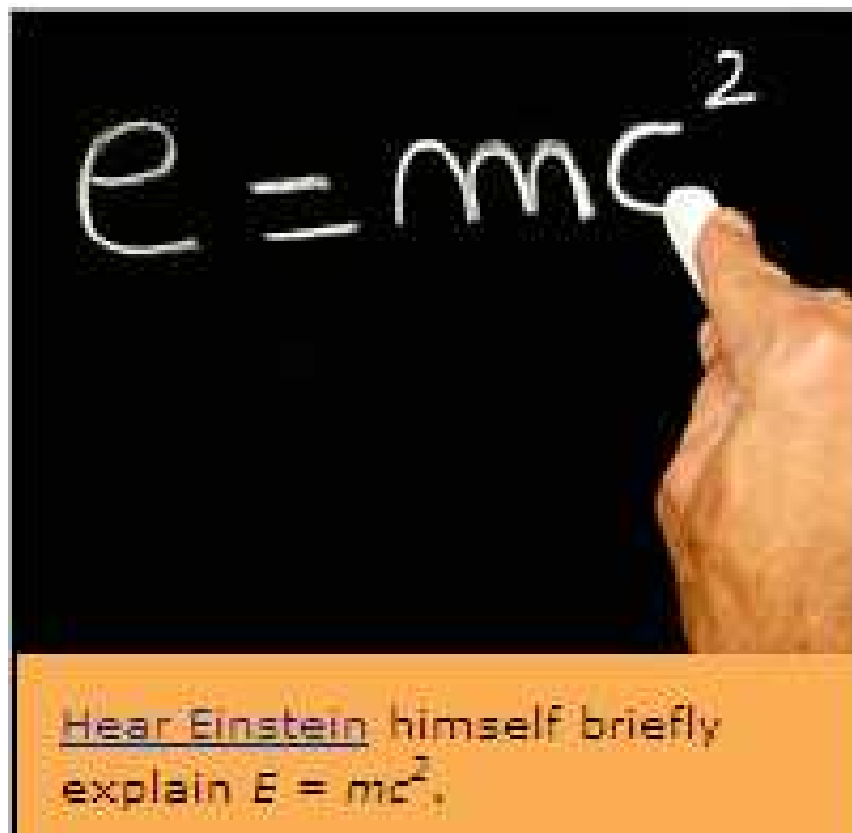 e = mc²
Hear Einstein himself briefly
explain E = mc².